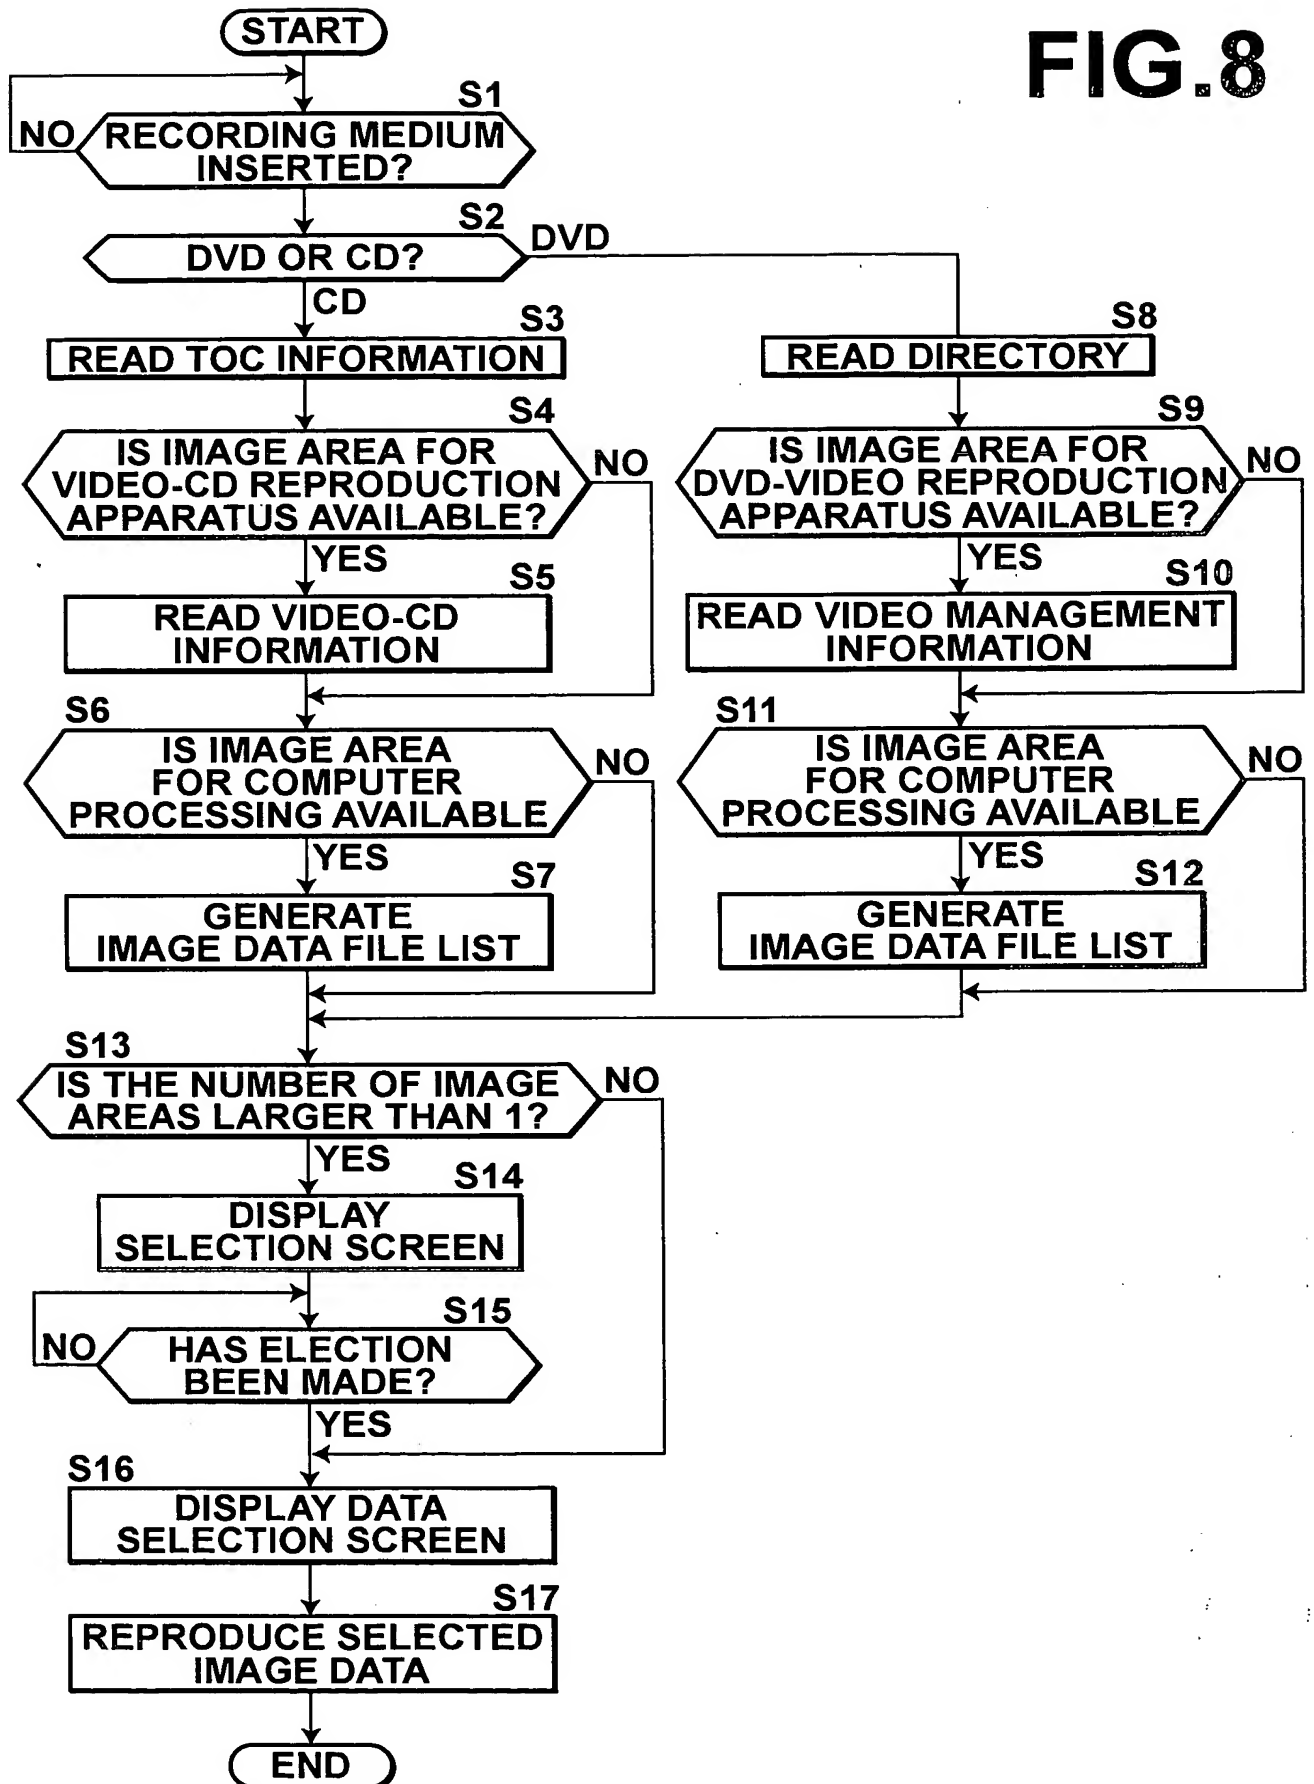 FIG.8
START
S1
NO
RECORDING MEDIUM
INSERTED?
S2
DVD OR CD?
DVD
CD
S3
READ TOC INFORMATION
S4
IS IMAGE AREA FOR
VIDEO-CD REPRODUCTION
APPARATUS AVAILABLE?
NO
YES
S5
READ VIDEO-CD
INFORMATION
S6
IS IMAGE AREA
FOR COMPUTER
PROCESSING AVAILABLE
NO
YES
S7
GENERATE
IMAGE DATA FILE LIST
S8
READ DIRECTORY
S9
IS IMAGE AREA FOR
DVD-VIDEO REPRODUCTION
APPARATUS AVAILABLE?
NO
YES
S10
READ VIDEO MANAGEMENT
INFORMATION
S11
IS IMAGE AREA
FOR COMPUTER
PROCESSING AVAILABLE
NO
YES
S12
GENERATE
IMAGE DATA FILE LIST
S13
IS THE NUMBER OF IMAGE
AREAS LARGER THAN 1?
NO
YES
S14
DISPLAY
SELECTION SCREEN
S15
NO
HAS ELECTION
BEEN MADE?
YES
S16
DISPLAY DATA
SELECTION SCREEN
S17
REPRODUCE SELECTED
IMAGE DATA
END